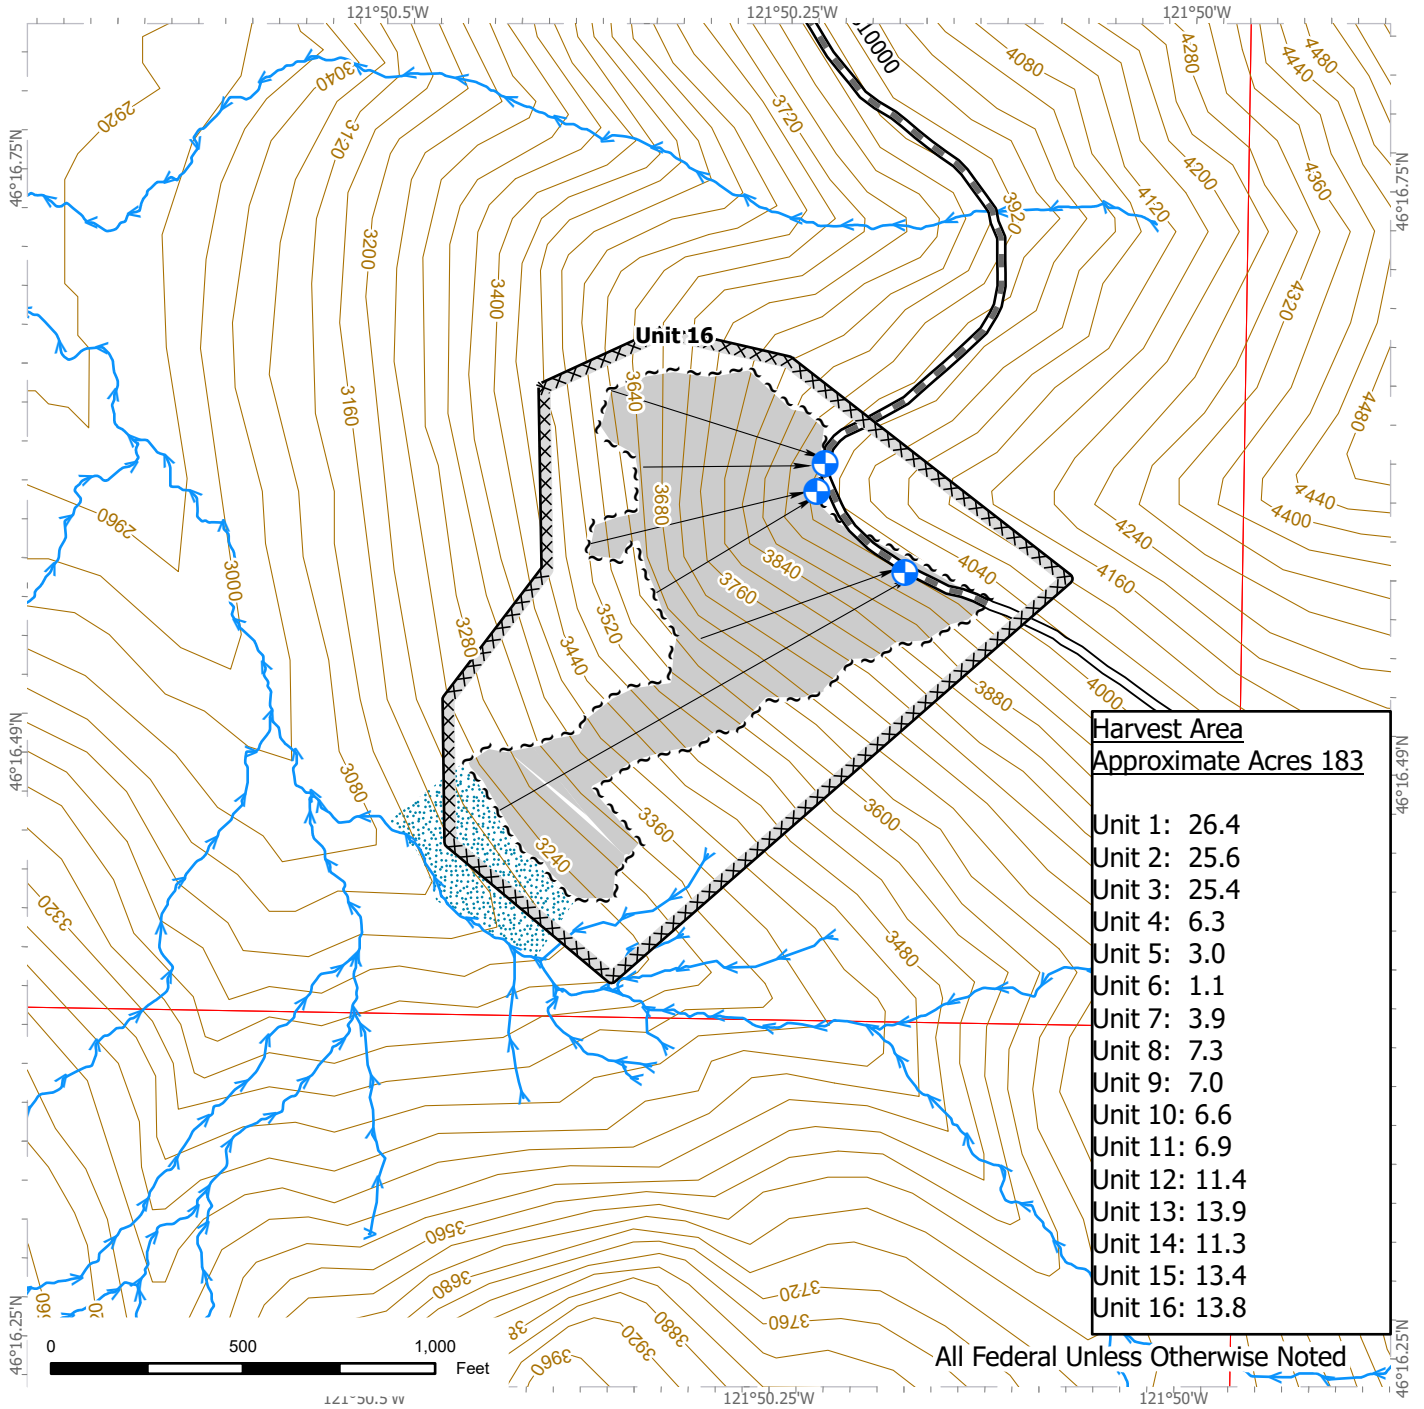 121°50.5'W
121°50.25'W
121°50'W
46°16.75'N
46°16.75'N
46°16.49'N
46°16.49'N
46°16.25'N
46°16.25'N
2920
3040
3120
3720
10000
4080
4280
4440
4480
4200
4120
4360
3920
4320
3200
3400
3160
Unit 16
3640
4480
3680
4440
4400
4240
4160
2960
3000
3840
3760
4040
3520
3440
3280
3880
4000
3080
3600
3360
3240
3320
3480
3560
3680
3720
3760
3880
3920
3960
Harvest Area
Approximate Acres 183
Unit 1: 26.4
Unit 2: 25.6
Unit 3: 25.4
Unit 4: 6.3
Unit 5: 3.0
Unit 6: 1.1
Unit 7: 3.9
Unit 8: 7.3
Unit 9: 7.0
Unit 10: 6.6
Unit 11: 6.9
Unit 12: 11.4
Unit 13: 13.9
Unit 14: 11.3
Unit 15: 13.4
Unit 16: 13.8
0 500 1,000
Feet
All Federal Unless Otherwise Noted
121°50.5'W
121°50.25'W
121°50'W